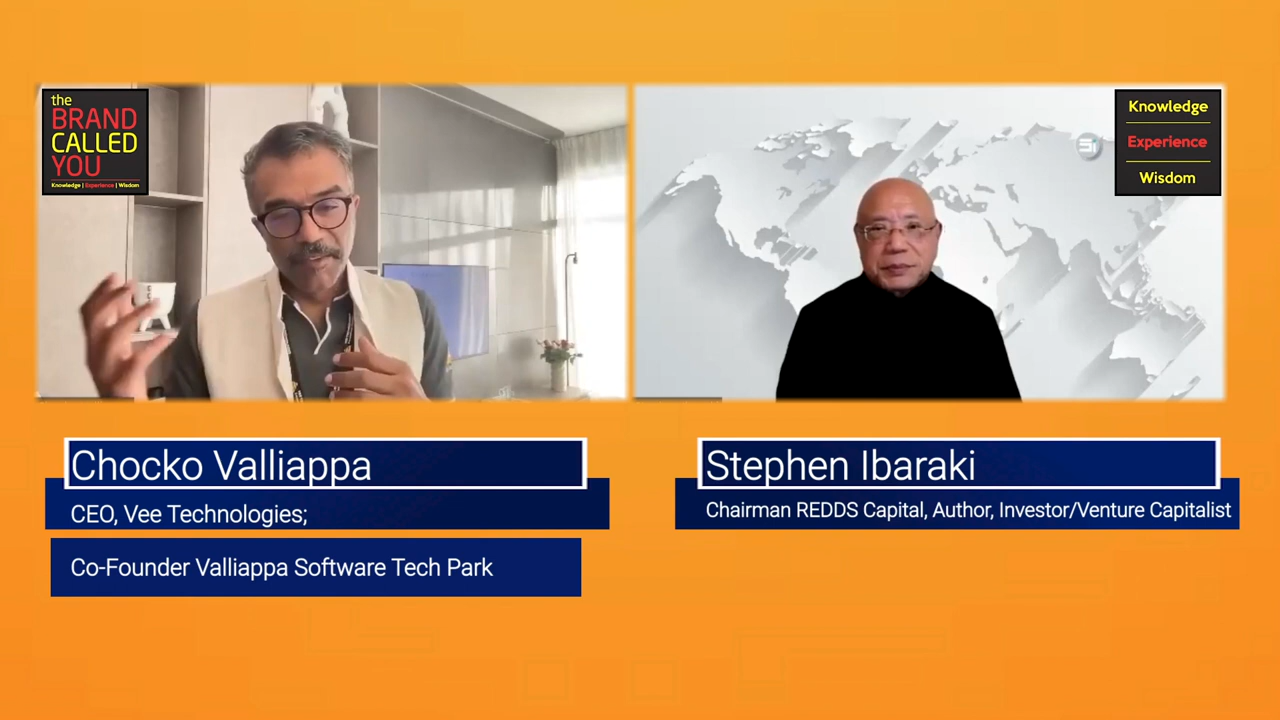 the
BRAND
CALLED
YOU
Knowledge | Experience | Wisdom
Knowledge
Experience
Wisdom
Si
Chocko Valliappa
CEO, Vee Technologies;
Co-Founder Valliappa Software Tech Park
Stephen Ibaraki
Chairman REDDS Capital, Author, Investor/Venture Capitalist